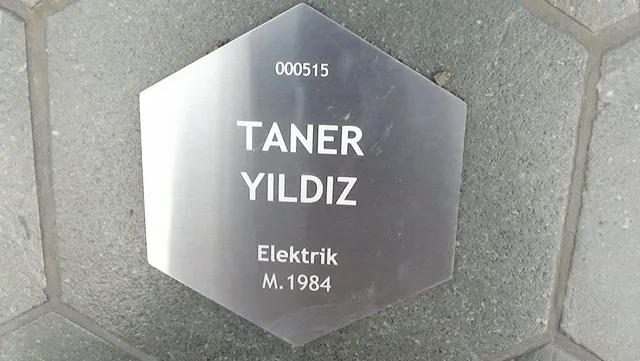 000515
TANER
YILDIZ
Elektrik
M.1984